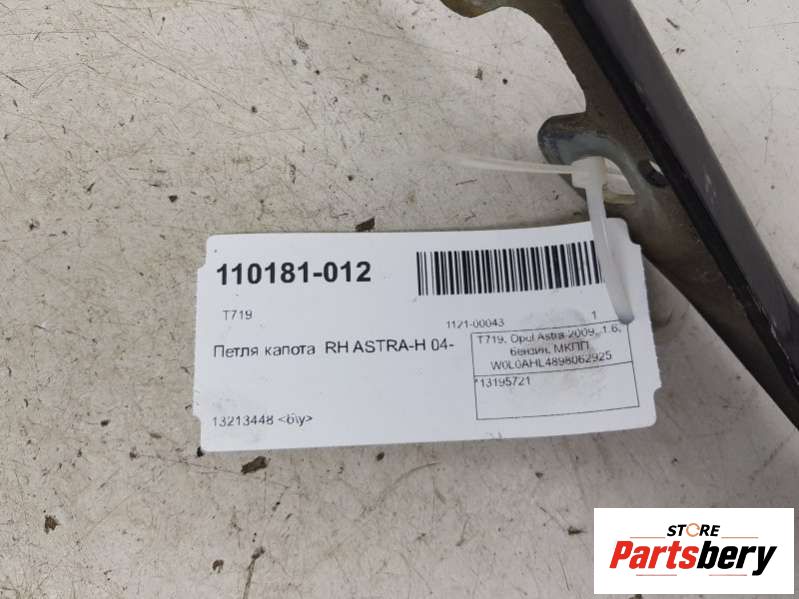 110181-012
T719
1121-00043 1
Петля капота RH ASTRA-H 04-
T719, Opel Astra 2009, 1.6,
бензин, МКПП,
W0L0AHL4898062925
*13195721
13213448 <б/у>
STORE
Partsbery